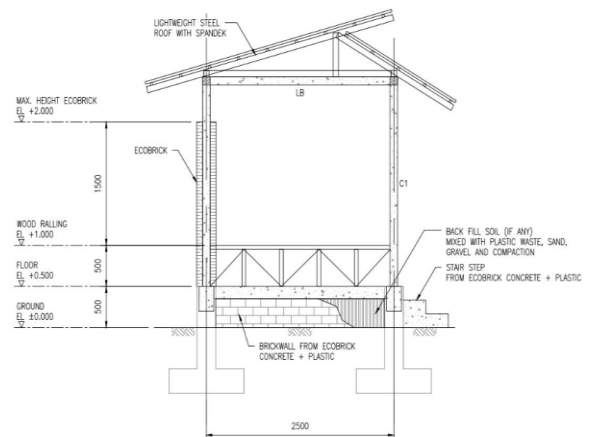 LIGHTWEIGHT STEEL
ROOF WITH SPANDEK
LB
MAX. HEIGHT ECOBRICK
EL +2.000
ECOBRICK
1500
C1
WOOD RALLING
EL +1.000
BACK FILL SOIL (IF ANY)
MIXED WITH PLASTIC WASTE, SAND,
GRAVEL AND COMPACTION
500
FLOOR
EL +0.500
STAIR STEP
FROM ECOBRICK CONCRETE + PLASTIC
500
GROUND
EL ±0.000
BRICKWALL FROM ECOBRICK
CONCRETE + PLASTIC
2500